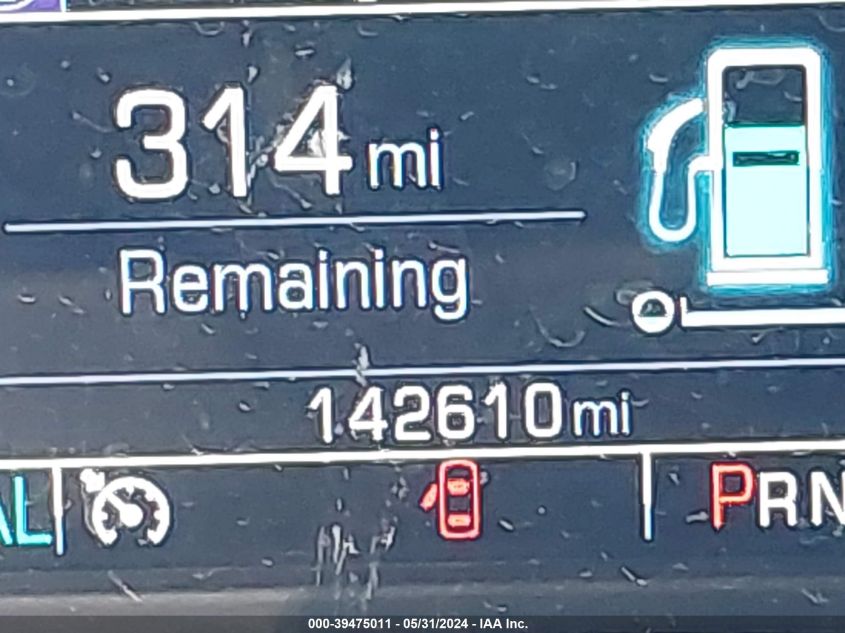 314 mi
Remaining
142610 mi
AL PRN
000-39475011 - 05/31/2024 - IAA Inc.